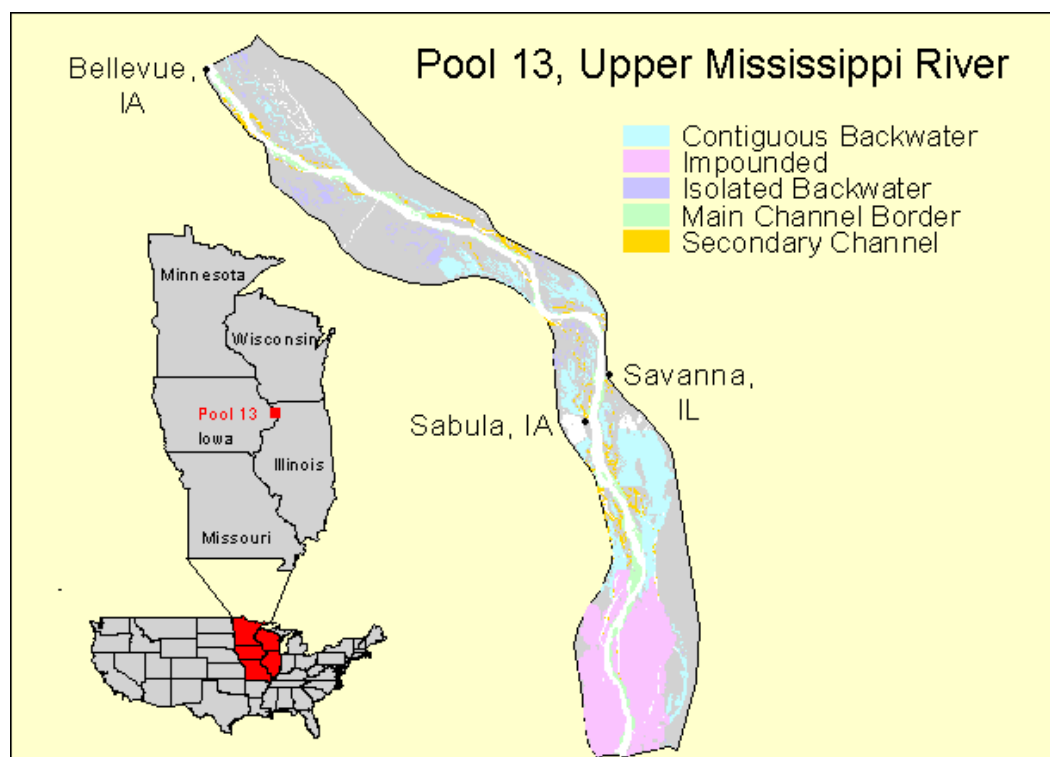 Pool 13, Upper Mississippi River
Bellevue,
IA
Contiguous Backwater
Impounded
Isolated Backwater
Main Channel Border
Secondary Channel
Minnesota
Wisconsin
Pool 13
Iowa
Illinois
Missouri
Savanna,
IL
Sabula, IA